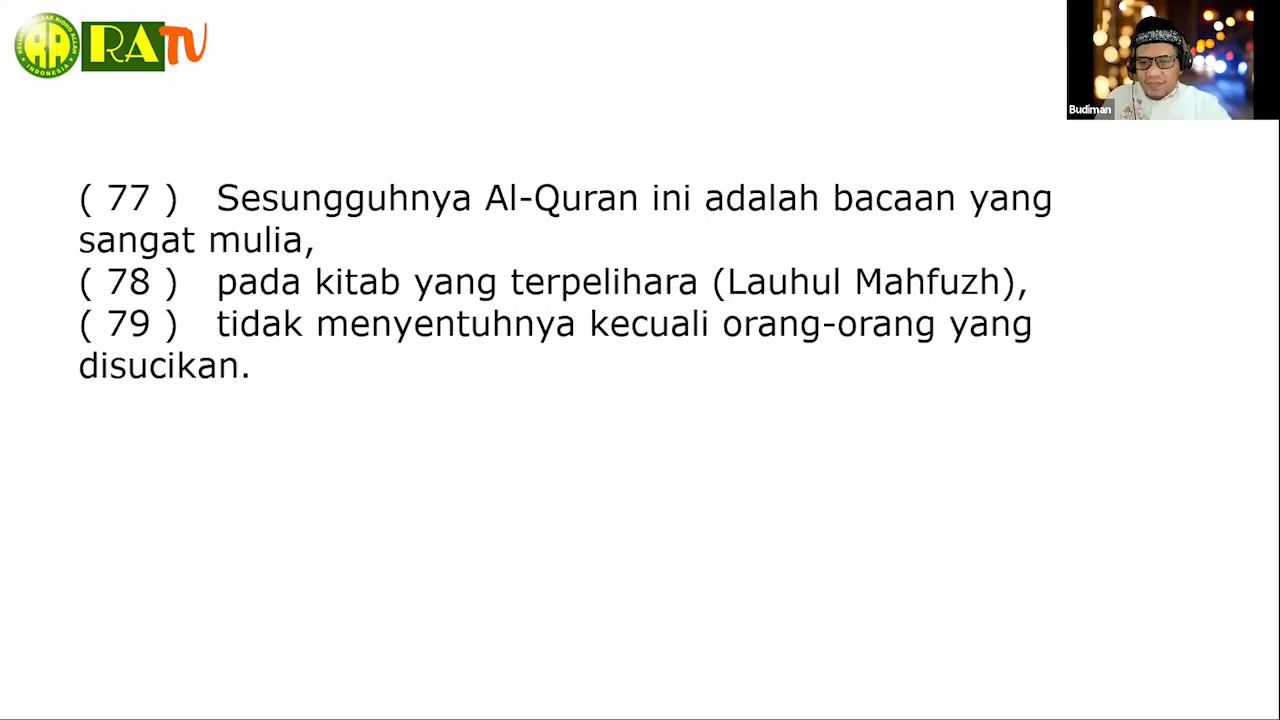 RATV
Budiman
( 77 ) Sesungguhnya Al-Quran ini adalah bacaan yang
sangat mulia,
( 78 ) pada kitab yang terpelihara (Lauhul Mahfuzh),
( 79 ) tidak menyentuhnya kecuali orang-orang yang
disucikan.